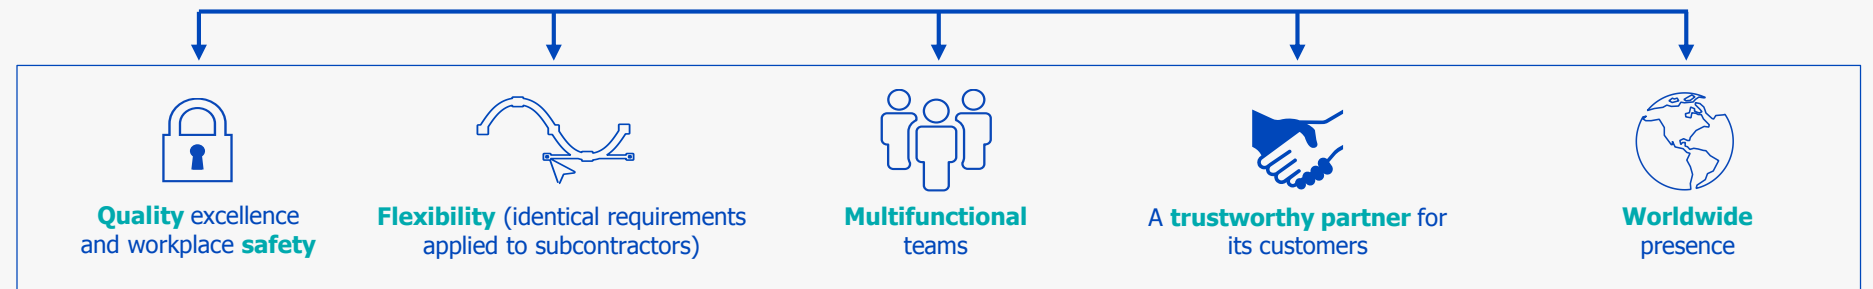 Quality excellence
and workplace safety
Flexibility (identical requirements
applied to subcontractors)
Multifunctional
teams
A trustworthy partner for
its customers
Worldwide
presence